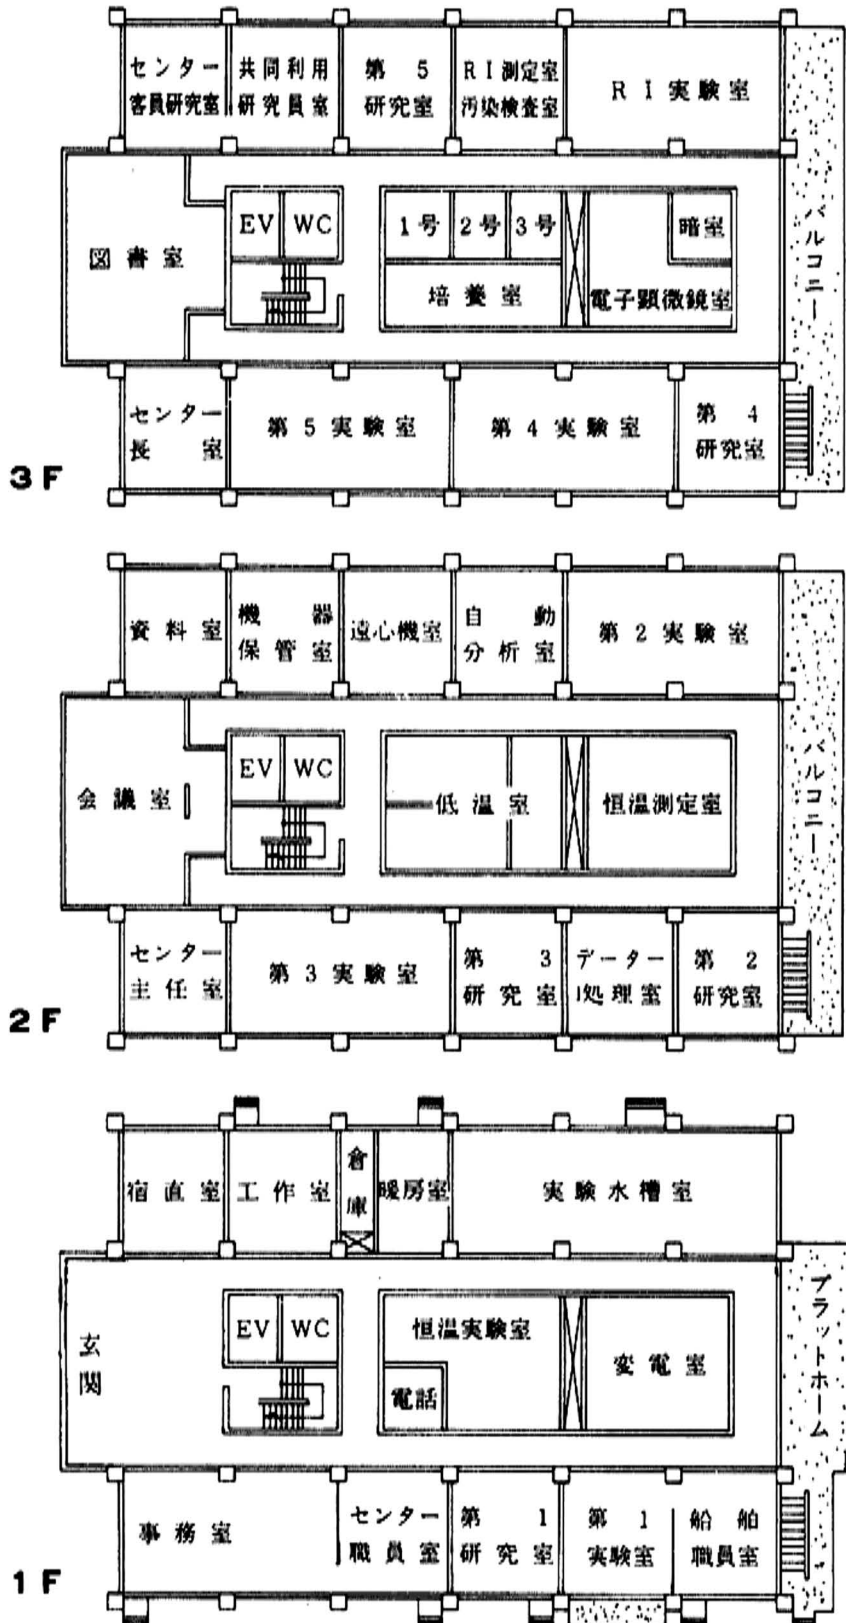 センター
客員研究室
共同利用
研究員室
第 5
研究室
RI測定室
汚染検査室
RI実験室
図書室
EV
WC
1号
2号
3号
培養室
暗室
電子顕微鏡室
バルコニー
センター
長 室
第5実験室
第4実験室
第 4
研究室
3F
資料室
機 器
保管室
遠心機室
自 動
分析室
第2実験室
会議室
EV
WC
低温室
恒温測定室
バルコニー
センター
主任室
第3実験室
第 3
研究室
データー
処理室
第 2
研究室
2F
宿直室
工作室
倉庫
暖房室
実験水槽室
玄関
EV
WC
恒温実験室
電話
変電室
プラットホーム
事務室
センター
職員室
第 1
研究室
第 1
実験室
船舶
職員室
1F